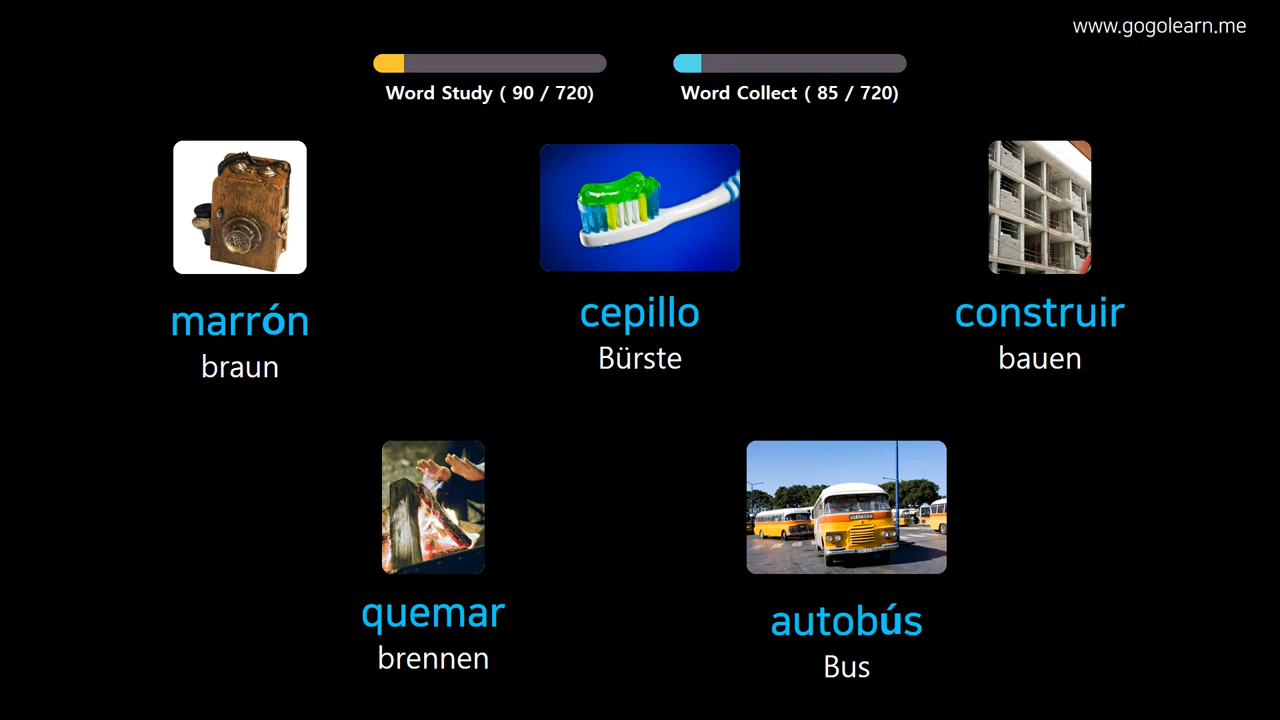 www.gogolearn.me
Word Study ( 90 / 720)
Word Collect ( 85 / 720)
marrón
braun
cepillo
Bürste
construir
bauen
quemar
brennen
autobús
Bus